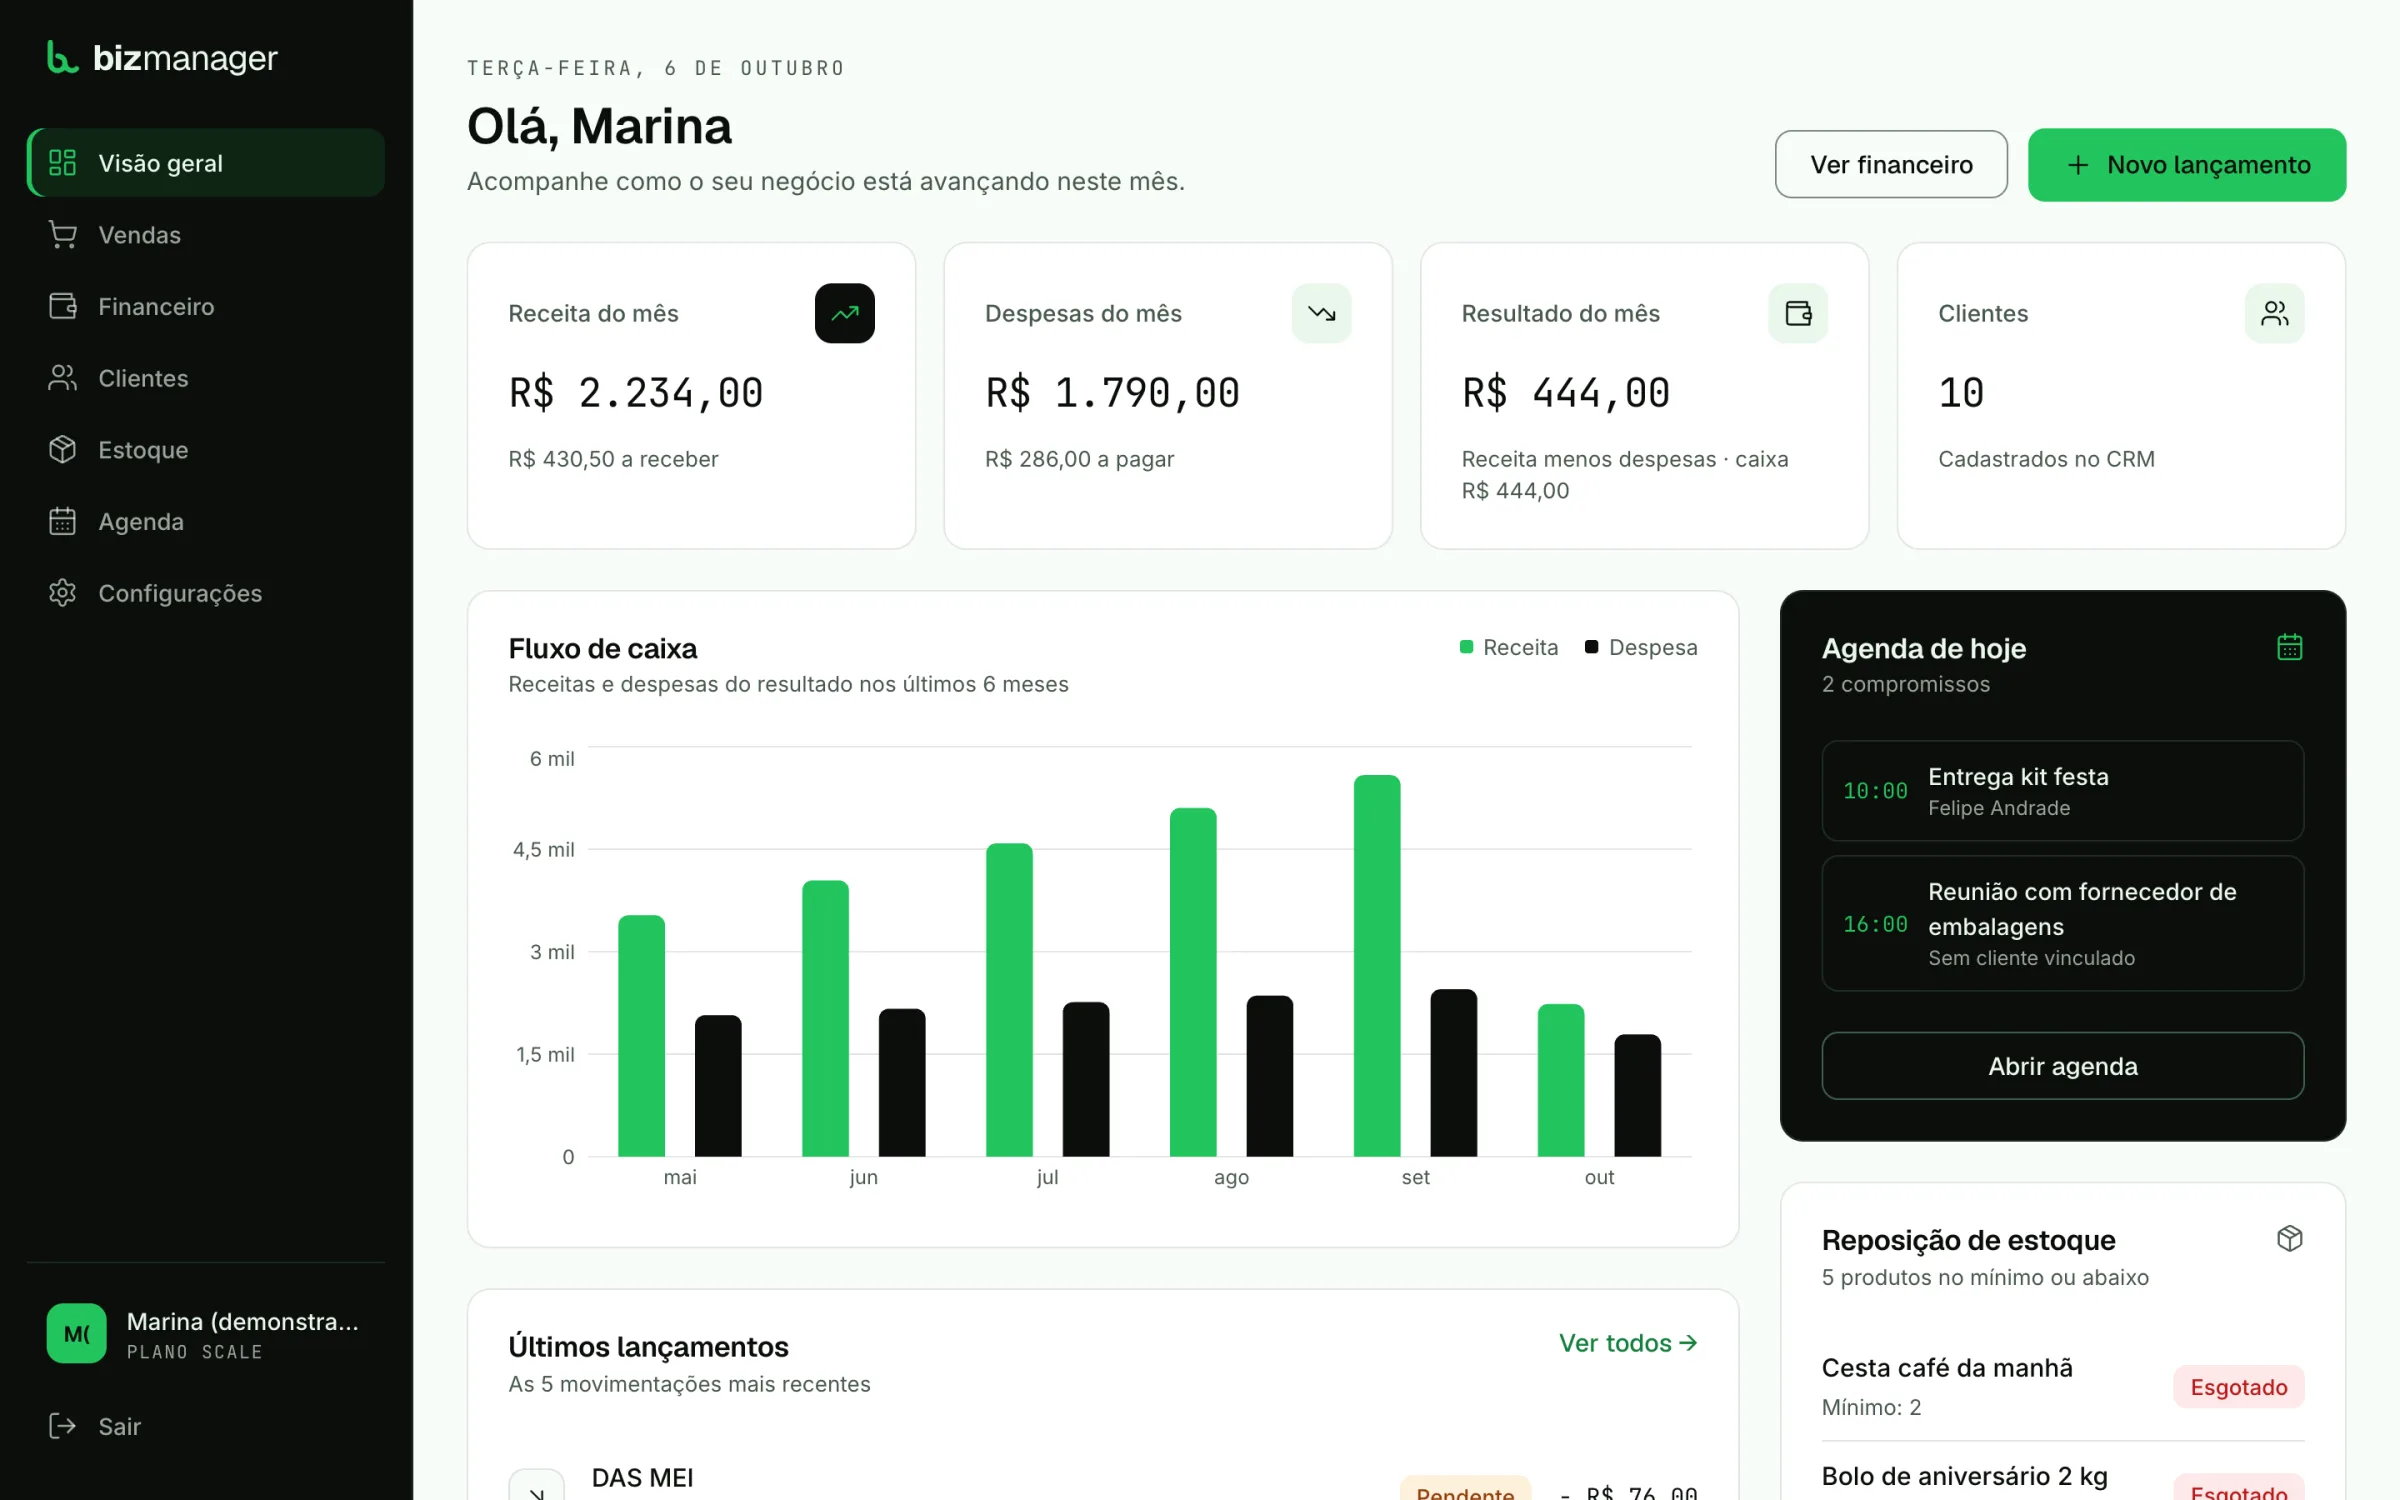 bizmanager
Visão geral
Vendas
Financeiro
Clientes
Estoque
Agenda
Configurações
M(
Marina (demonstra...
PLANO SCALE
Sair
TERÇA-FEIRA, 6 DE OUTUBRO
Olá, Marina
Acompanhe como o seu negócio está avançando neste mês.
Ver financeiro
+ Novo lançamento
Receita do mês
R$ 2.234,00
R$ 430,50 a receber
Despesas do mês
R$ 1.790,00
R$ 286,00 a pagar
Resultado do mês
R$ 444,00
Receita menos despesas · caixa
R$ 444,00
Clientes
10
Cadastrados no CRM
Fluxo de caixa
Receitas e despesas do resultado nos últimos 6 meses
Receita
Despesa
6 mil
4,5 mil
3 mil
1,5 mil
0
mai
jun
jul
ago
set
out
Agenda de hoje
2 compromissos
10:00
Entrega kit festa
Felipe Andrade
16:00
Reunião com fornecedor de
embalagens
Sem cliente vinculado
Abrir agenda
Últimos lançamentos
As 5 movimentações mais recentes
Ver todos →
DAS MEI
Pendente
- R$ 76,00
Reposição de estoque
5 produtos no mínimo ou abaixo
Cesta café da manhã
Mínimo: 2
Esgotado
Bolo de aniversário 2 kg
Esgotado